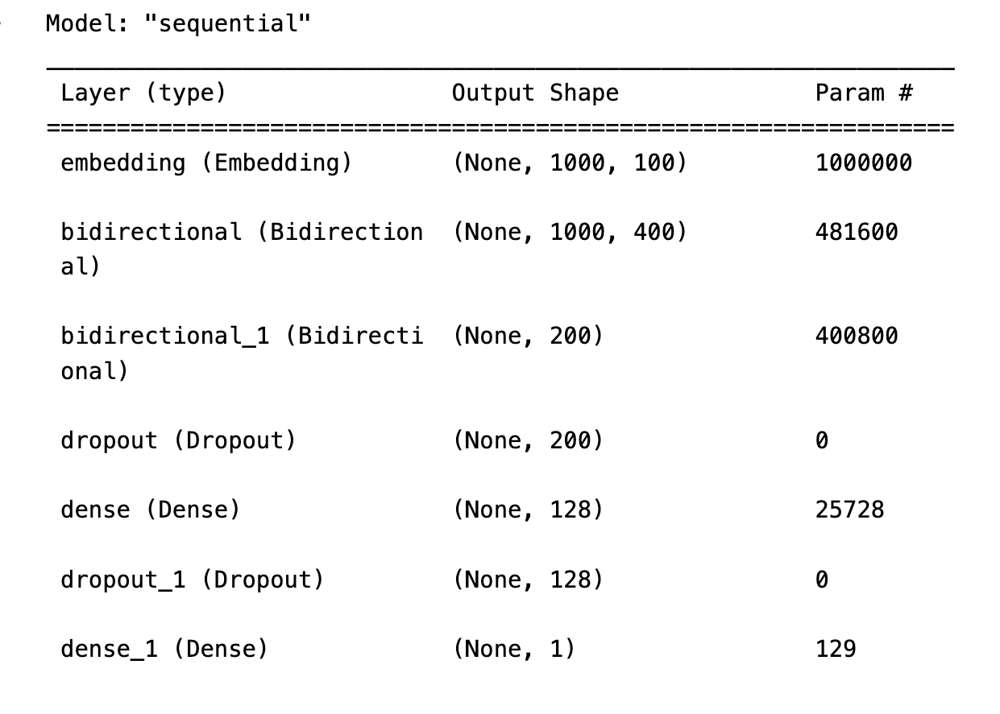 Model: "sequential"
_________________________________________________________________
Layer (type) Output Shape Param #
=================================================================
embedding (Embedding) (None, 1000, 100) 1000000
bidirectional (Bidirection (None, 1000, 400) 481600
al)
bidirectional_1 (Bidirecti (None, 200) 400800
onal)
dropout (Dropout) (None, 200) 0
dense (Dense) (None, 128) 25728
dropout_1 (Dropout) (None, 128) 0
dense_1 (Dense) (None, 1) 129